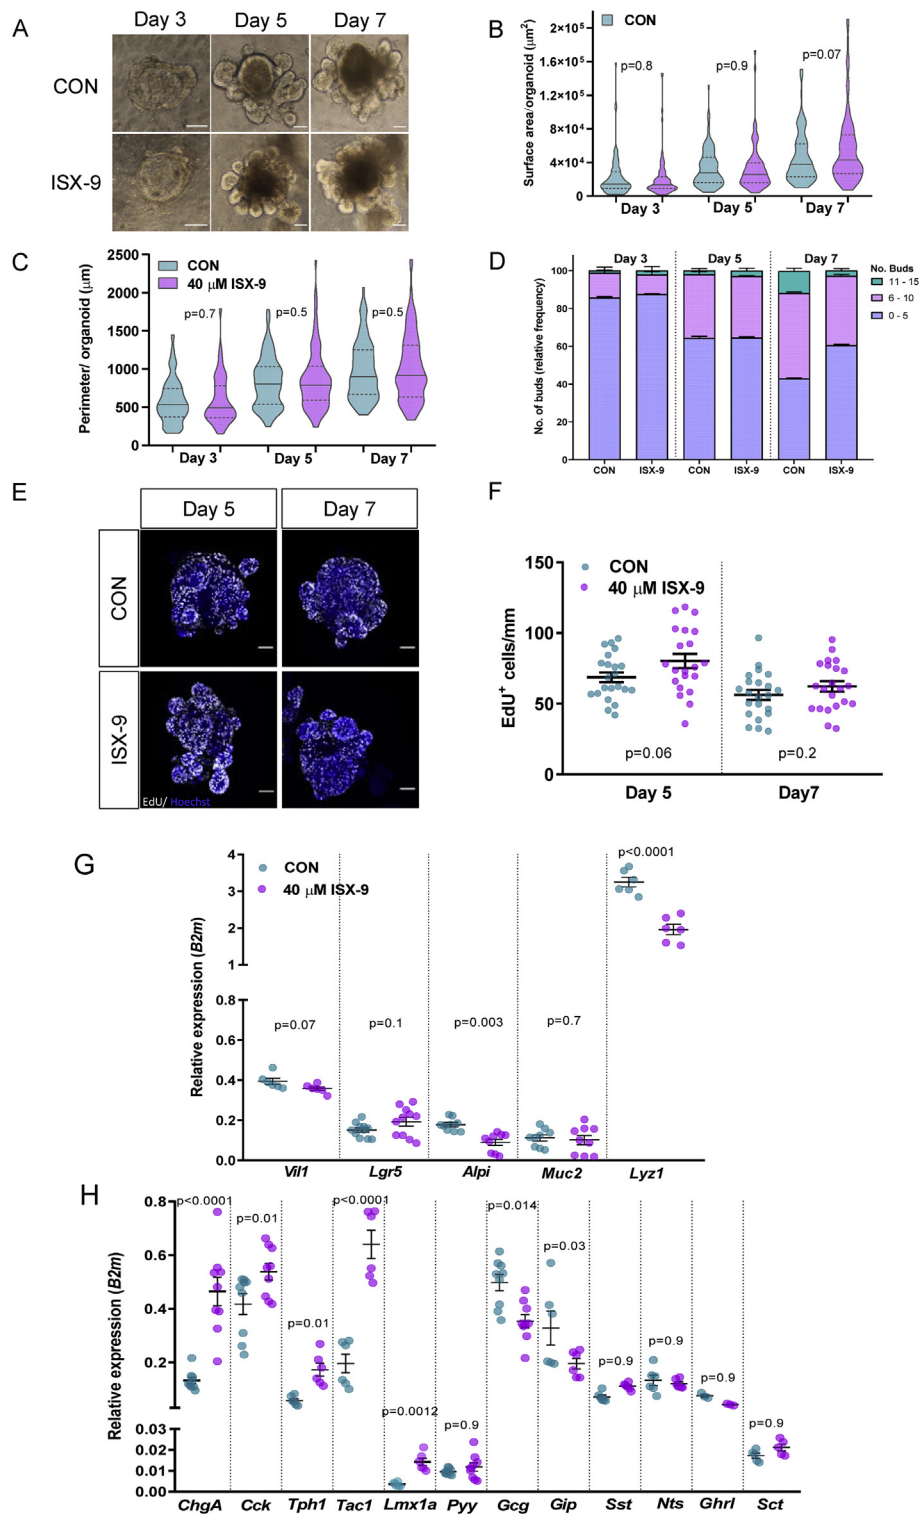 A
Day 3
Day 5
Day 7
CON
ISX-9
B
CON
Surface area/organoid (μm²)
2×10⁵
1.6×10⁵
1.2×10⁵
8×10⁴
4×10⁴
0
p=0.8
p=0.9
p=0.07
Day 3
Day 5
Day 7
C
CON
40 μM ISX-9
Perimeter/ organoid (μm)
2500
2000
1500
1000
500
0
p=0.7
p=0.5
p=0.5
Day 3
Day 5
Day 7
D
Day 3
Day 5
Day 7
No. of buds (relative frequency)
100
80
60
40
20
0
CON
ISX-9
CON
ISX-9
CON
ISX-9
No. Buds
11 - 15
6 - 10
0 - 5
E
Day 5
Day 7
CON
ISX-9
EdU/ Hoechst
F
CON
40 μM ISX-9
EdU⁺ cells/mm
150
100
50
0
p=0.06
p=0.2
Day 5
Day7
G
CON
40 μM ISX-9
Relative expression (B2m)
4
3
2
1
0.8
0.6
0.4
0.2
0.0
p=0.07
p=0.1
p=0.003
p=0.7
p<0.0001
Vil1
Lgr5
Alpi
Muc2
Lyz1
H
Relative expression (B2m)
0.8
0.6
0.4
0.2
0.03
0.02
0.01
0.00
p<0.0001
p=0.01
p=0.01
p<0.0001
p=0.0012
p=0.9
p=0.014
p=0.03
p=0.9
p=0.9
p=0.9
p=0.9
ChgA
Cck
Tph1
Tac1
Lmx1a
Pyy
Gcg
Gip
Sst
Nts
Ghrl
Sct